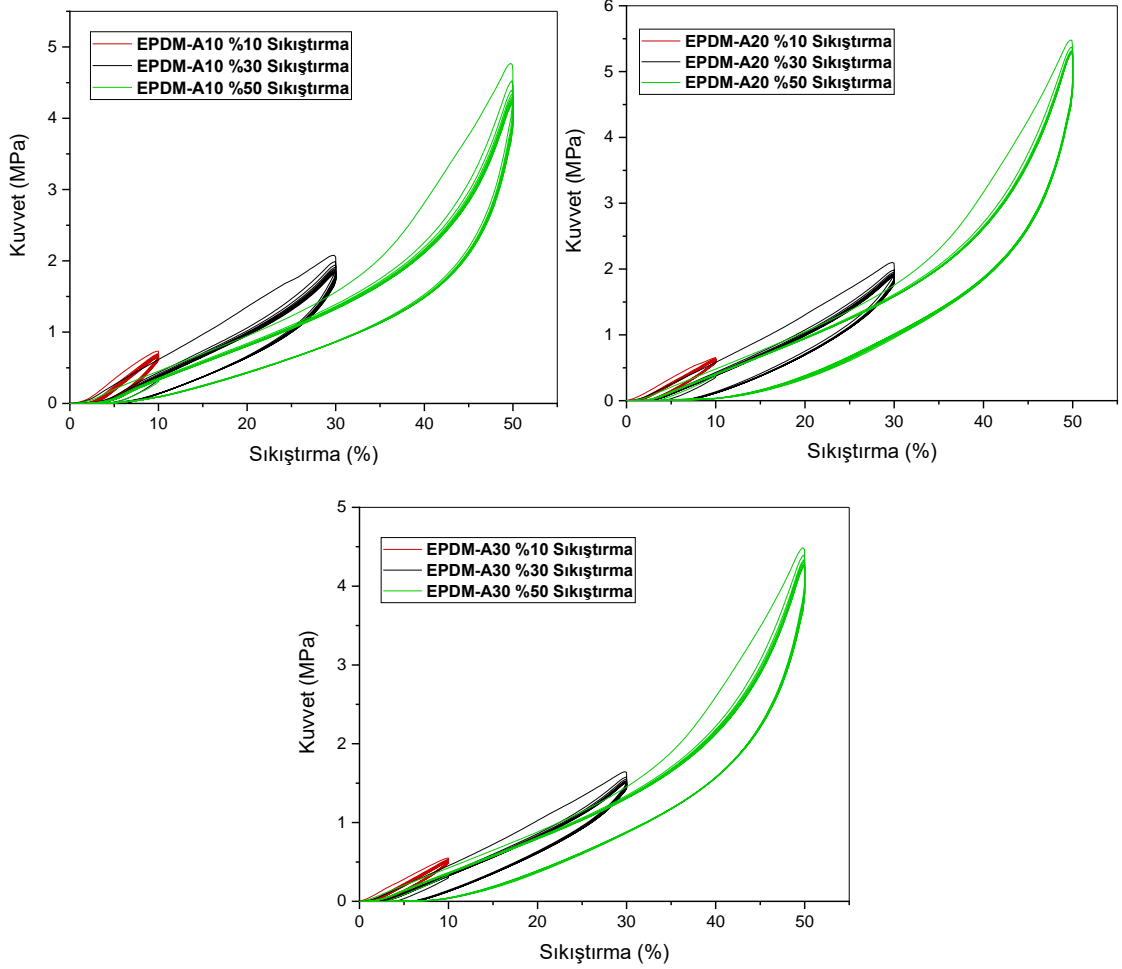 EPDM-A10 %10 Sıkıştırma
EPDM-A10 %30 Sıkıştırma
EPDM-A10 %50 Sıkıştırma
Kuvvet (MPa)
5
4
3
2
1
0
0 10 20 30 40 50
Sıkıştırma (%)
EPDM-A20 %10 Sıkıştırma
EPDM-A20 %30 Sıkıştırma
EPDM-A20 %50 Sıkıştırma
Kuvvet (MPa)
6
5
4
3
2
1
0
0 10 20 30 40 50
Sıkıştırma (%)
EPDM-A30 %10 Sıkıştırma
EPDM-A30 %30 Sıkıştırma
EPDM-A30 %50 Sıkıştırma
Kuvvet (MPa)
5
4
3
2
1
0
0 10 20 30 40 50
Sıkıştırma (%)